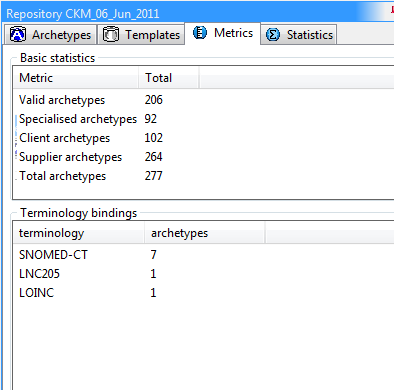 Repository CKM_06_Jun_2011
Archetypes Templates Metrics Statistics
Basic statistics
Metric Total
Valid archetypes 206
Specialised archetypes 92
Client archetypes 102
Supplier archetypes 264
Total archetypes 277
Terminology bindings
terminology archetypes
SNOMED-CT 7
LNC205 1
LOINC 1